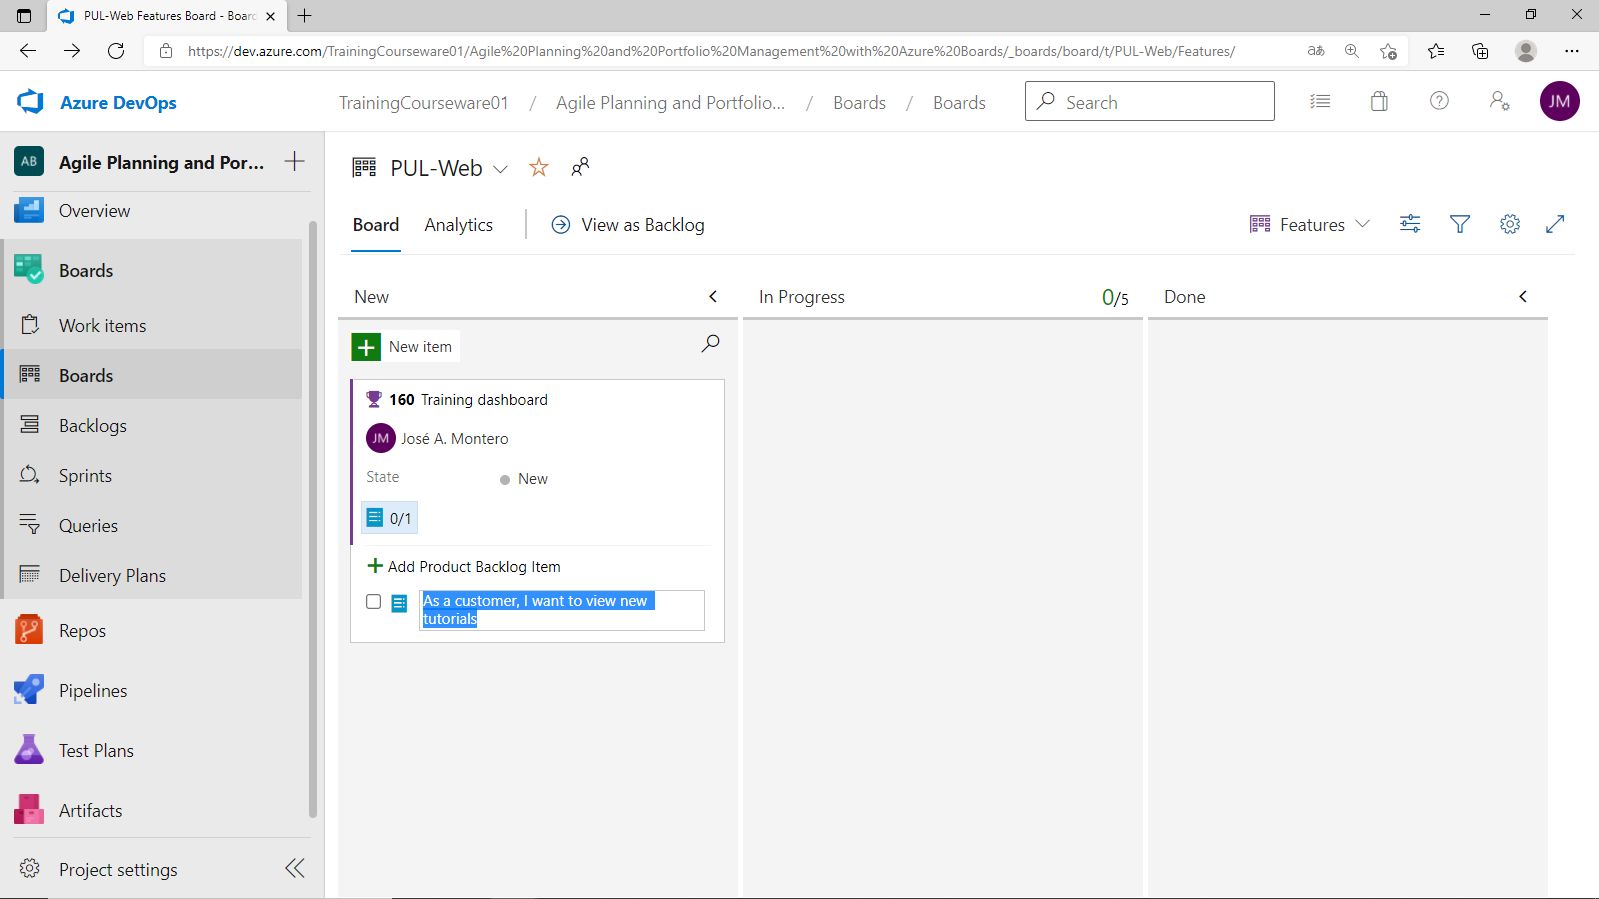 PUL-Web Features Board - Board
https://dev.azure.com/TrainingCourseware01/Agile%20Planning%20and%20Portfolio%20Management%20with%20Azure%20Boards/_boards/board/t/PUL-Web/Features/
aあ
Azure DevOps
TrainingCourseware01 / Agile Planning and Portfolio... / Boards / Boards
Search
JM
AB Agile Planning and Por...
PUL-Web
Overview
Board Analytics View as Backlog Features
Boards
New In Progress 0/5 Done
Work items
New item
Boards
160 Training dashboard
Backlogs
JM José A. Montero
Sprints
State New
0/1
Queries
Add Product Backlog Item
Delivery Plans
As a customer, I want to view new
tutorials
Repos
Pipelines
Test Plans
Artifacts
Project settings